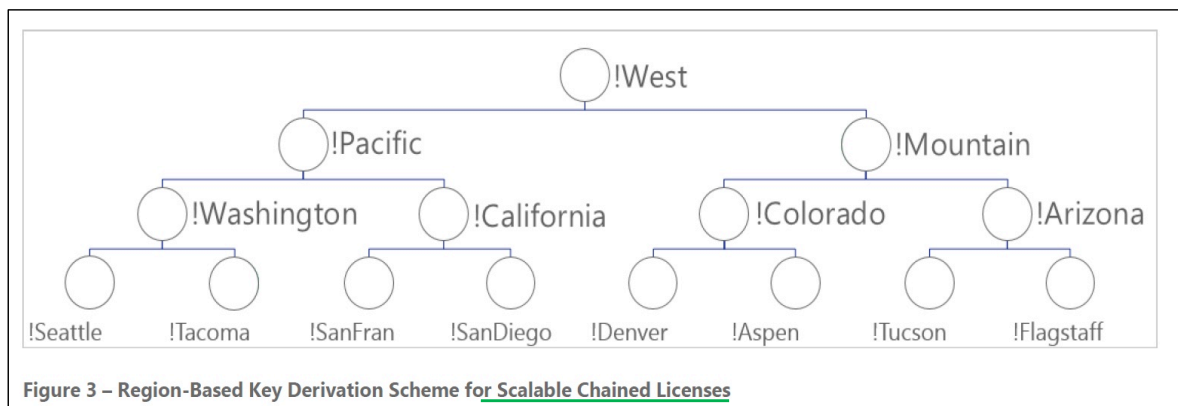 !West
!Pacific
!Mountain
!Washington
!California
!Colorado
!Arizona
!Seattle
!Tacoma
!SanFran
!SanDiego
!Denver
!Aspen
!Tucson
!Flagstaff
Figure 3 – Region-Based Key Derivation Scheme for Scalable Chained Licenses